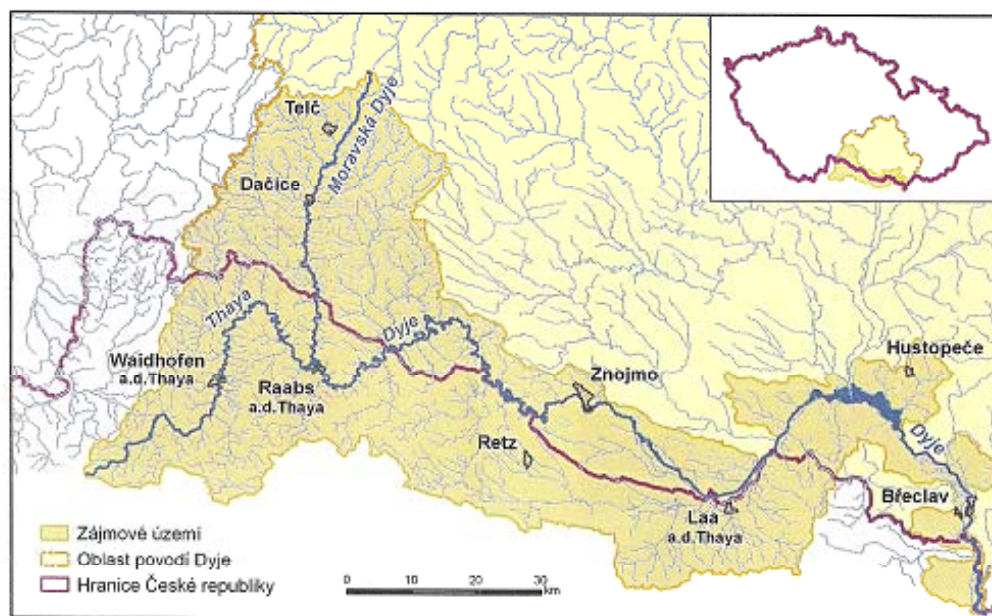 Telč
Moravská Dyje
Dačice
Thaya
Dyje
Waidhofen
a.d.Thaya
Raabs
a.d.Thaya
Znojmo
Hustopeče
Retz
Dyje
Břeclav
Laa
a.d.Thaya
Zájmové území
Oblast povodí Dyje
Hranice České republiky
0 10 20 30
km